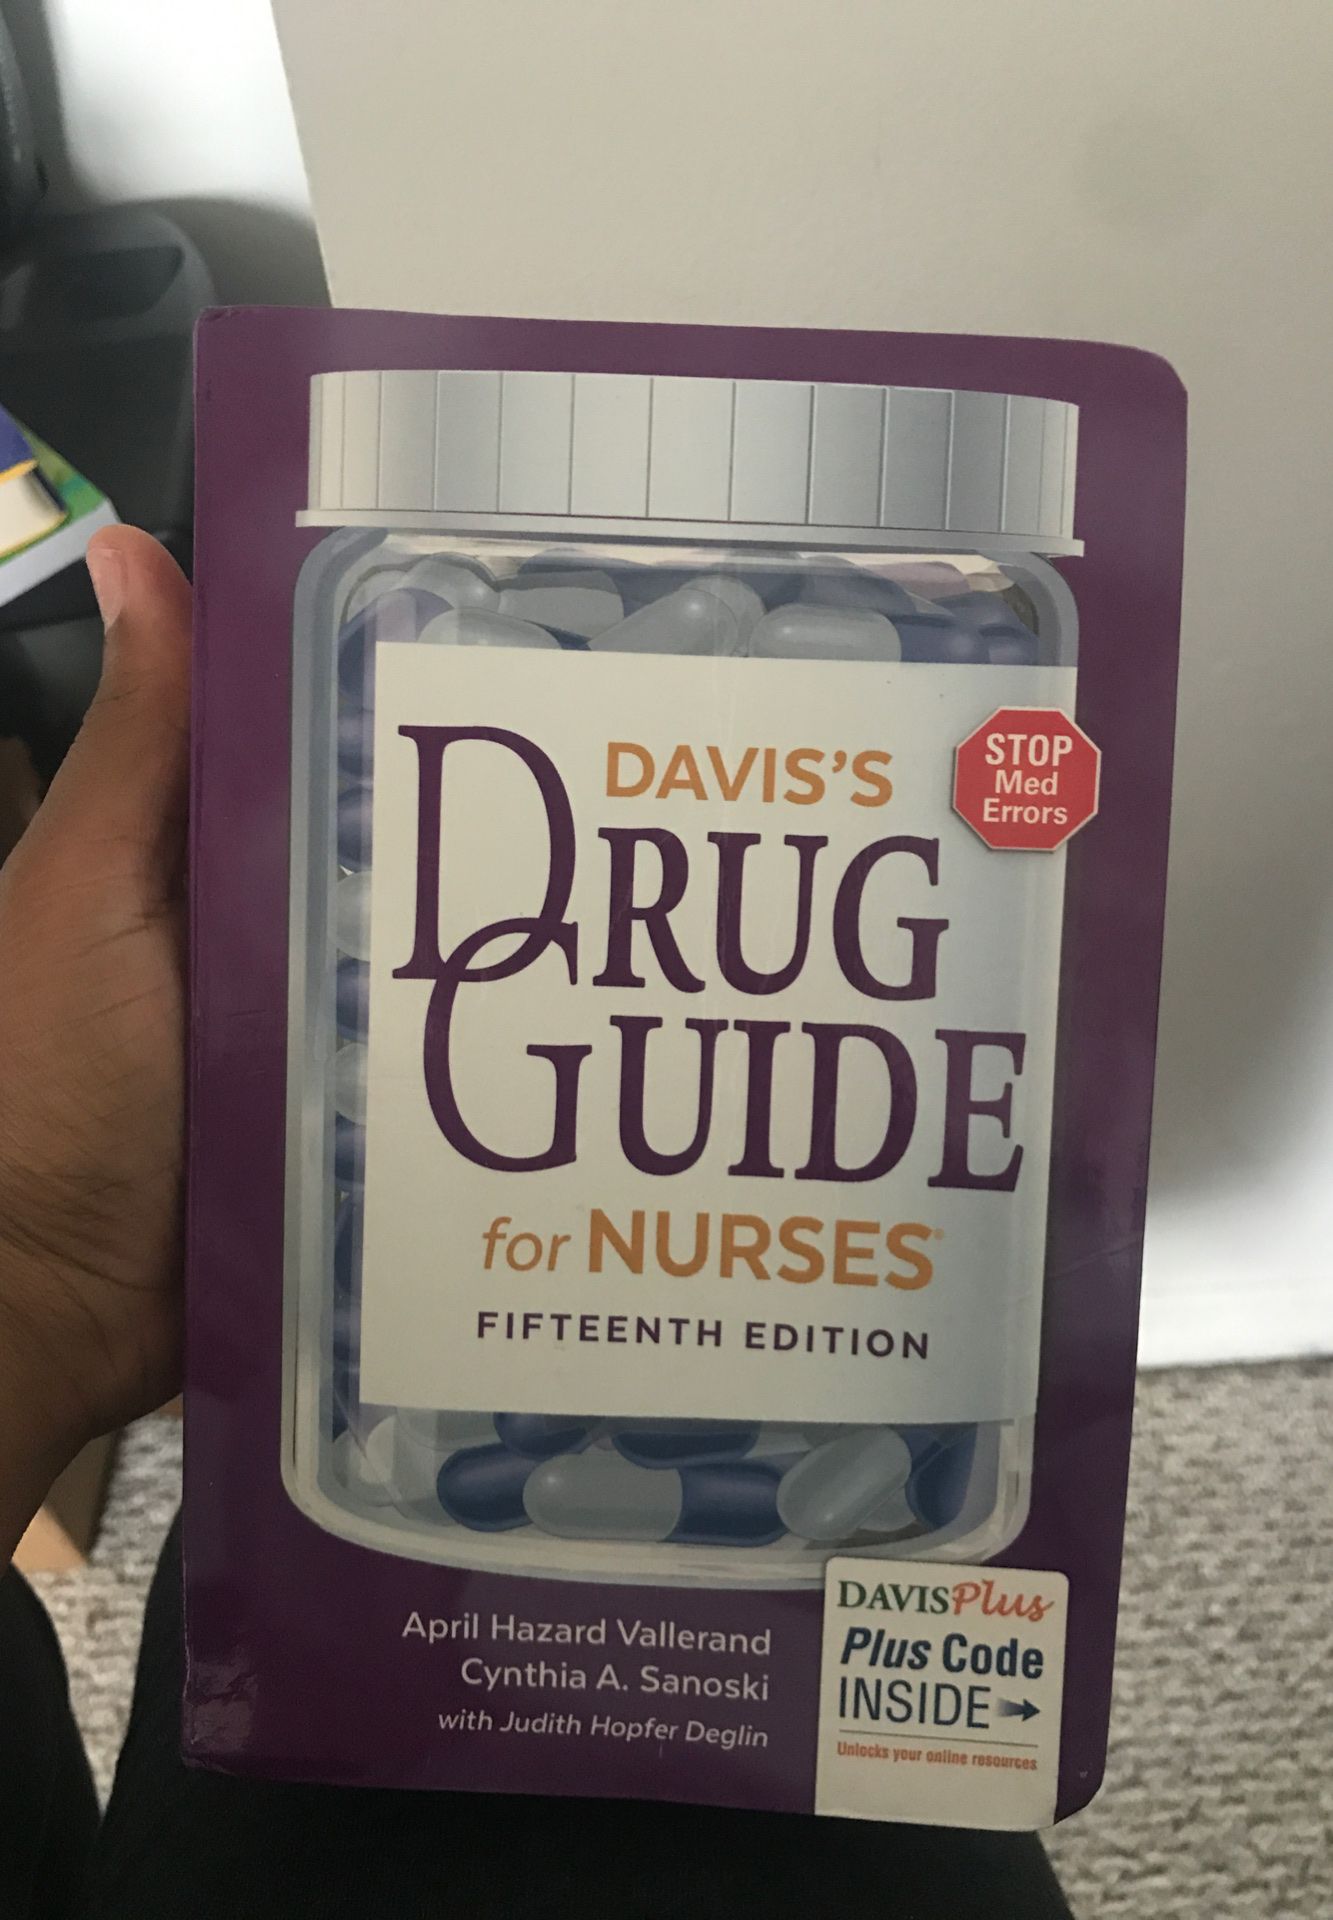 DAVIS'S
DRUG
GUIDE
for NURSES®
FIFTEENTH EDITION
STOP
Med
Errors
April Hazard Vallerand
Cynthia A. Sanoski
with Judith Hopfer Deglin
DAVISPlus
Plus Code
INSIDE
Unlocks your online resources